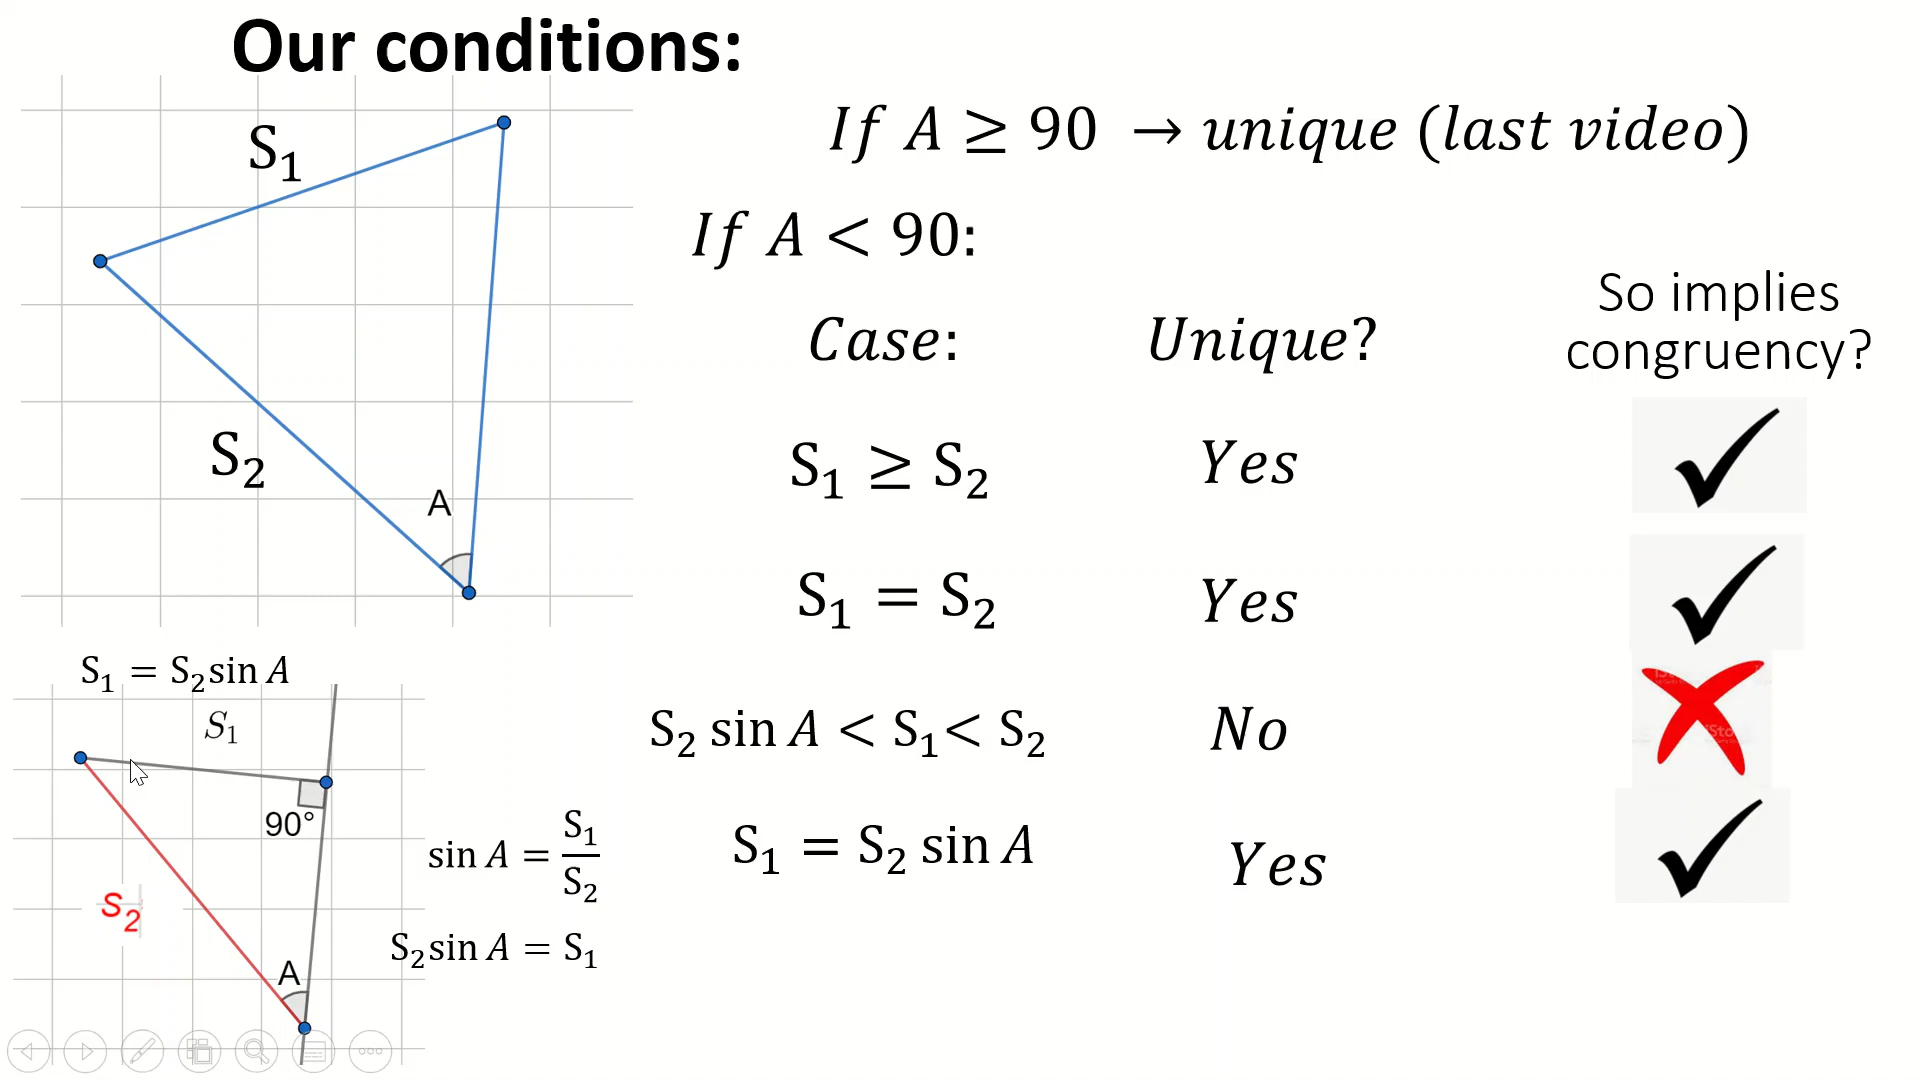 Our conditions:
S₁
S₂
A
If A ≥ 90 → unique (last video)
If A < 90:
Case: Unique? So implies congruency?
S₁ ≥ S₂ Yes
S₁ = S₂ Yes
S₂ sin A < S₁ < S₂ No
S₁ = S₂ sin A Yes
S₁ = S₂sin A
S₁
90°
S₂
A
sin A = S₁/S₂
S₂sin A = S₁